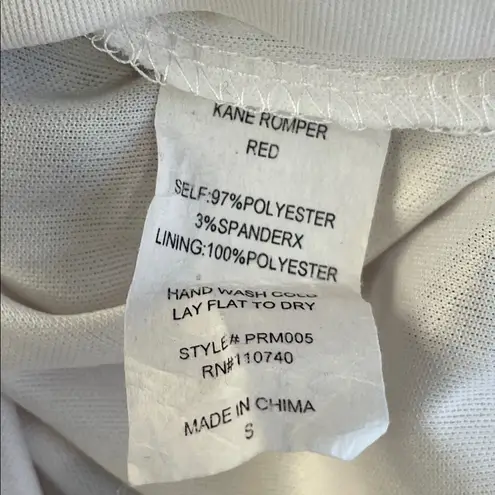 KANE ROMPER
RED
SELF:97%POLYESTER
3%SPANDERX
LINING:100%POLYESTER
HAND WASH COLD
LAY FLAT TO DRY
STYLE# PRM005
RN#110740
MADE IN CHIMA
S